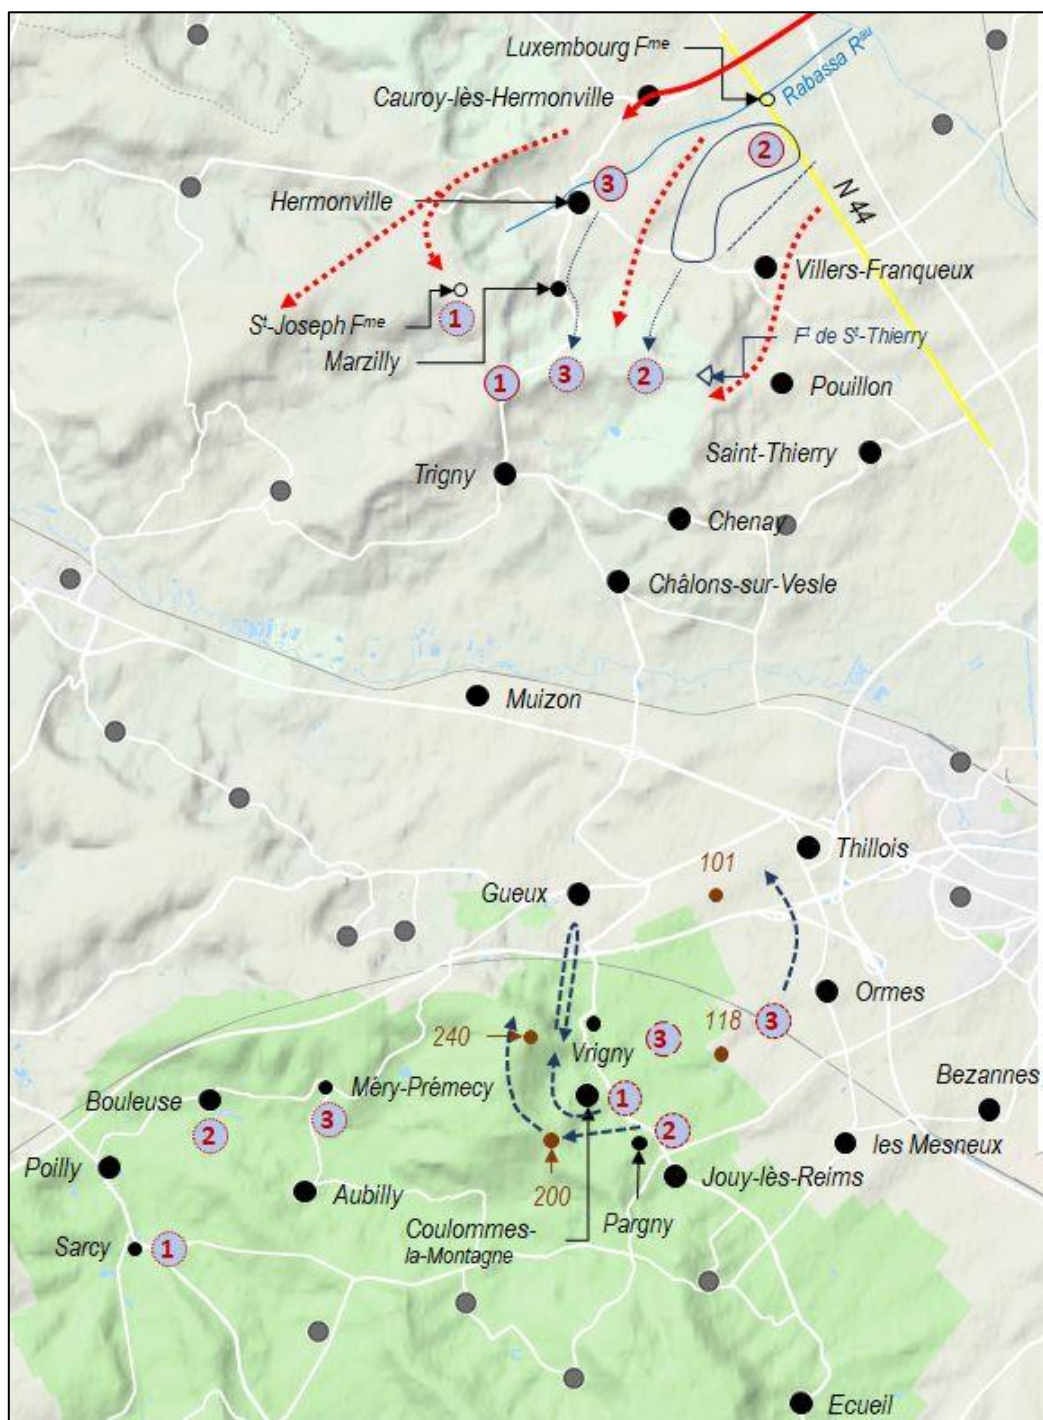 Luxembourg Fᵐᵉ
Rabassa Rᵃᵘ
Cauroy-lès-Hermonville
2
3
Hermonville
N 44
Villers-Franqueux
Sᵗ-Joseph Fᵐᵉ
1
Fᵗ de Sᵗ-Thierry
Marzilly
1
3
2
Pouillon
Saint-Thierry
Trigny
Chenay
Châlons-sur-Vesle
Muizon
Thillois
101
Gueux
Ormes
3
118
240
3
Vrigny
Méry-Prémecy
Bezannes
Bouleuse
1
2
3
2
les Mesneux
Poilly
Jouy-lès-Reims
Aubilly
200
Pargny
Coulommes-
la-Montagne
Sarcy
1
Ecueil